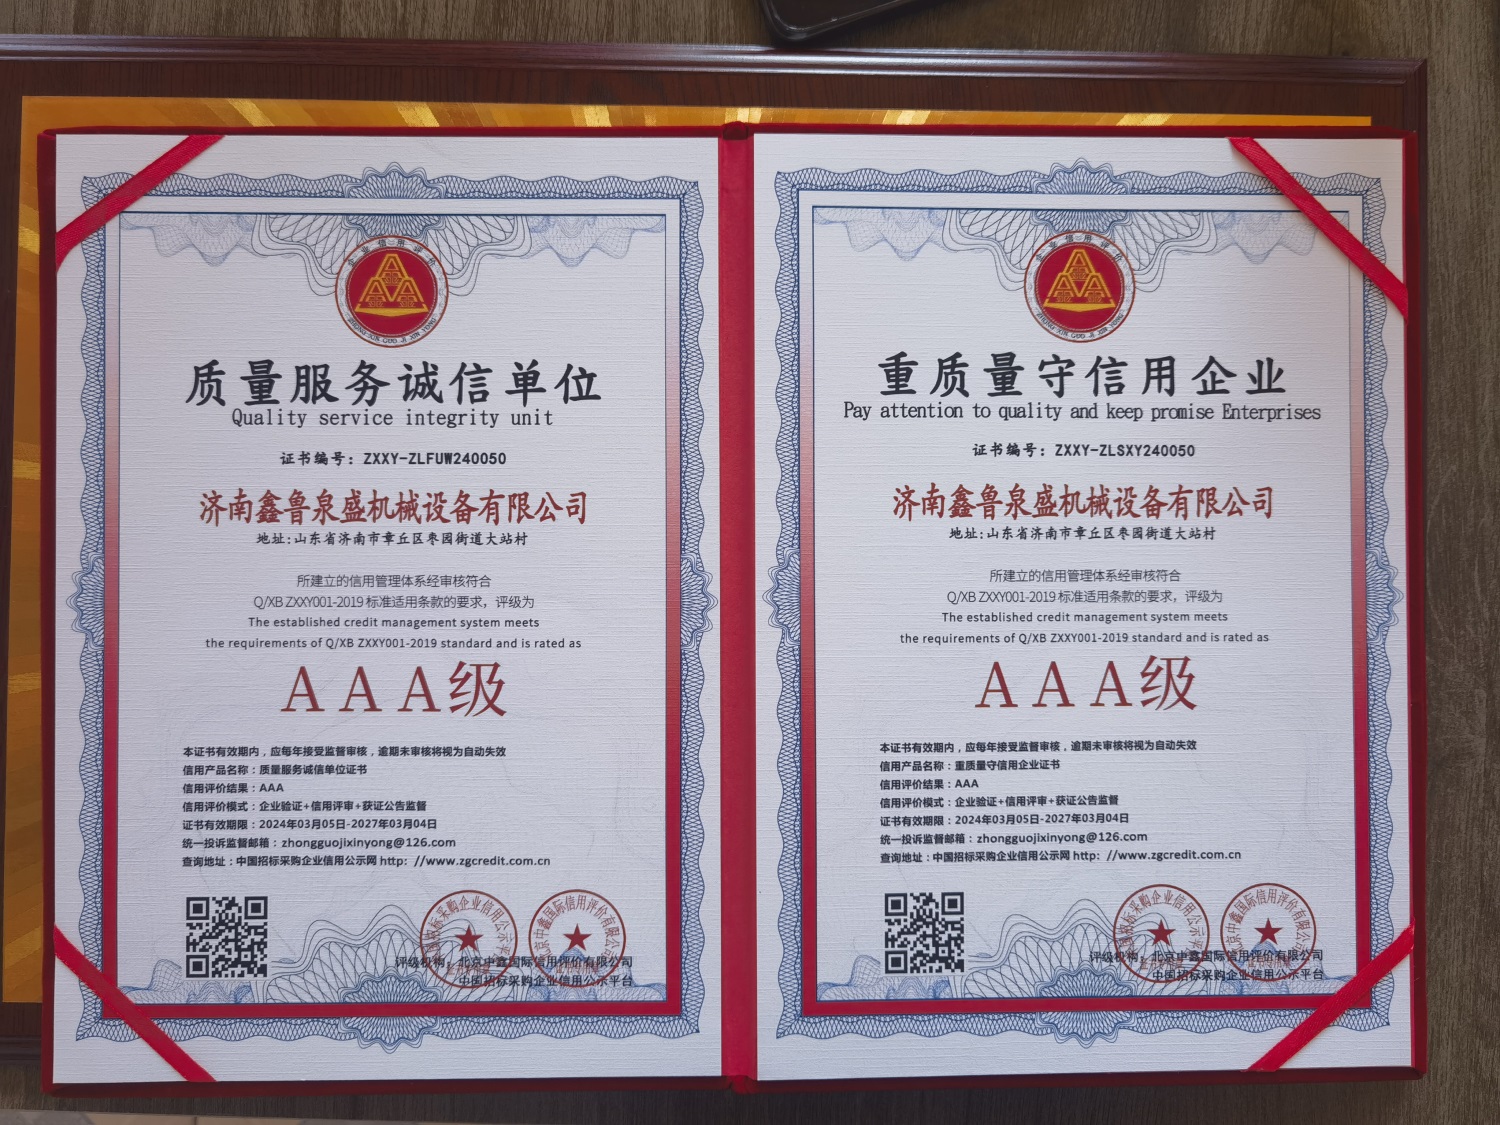 企业信用评价
ZHONG XIN GUO JI XIN YONG
质量服务诚信单位
Quality service integrity unit
证书编号：ZXXY-ZLFUW240050
济南鑫鲁泉盛机械设备有限公司
地址:山东省济南市章丘区枣园街道大站村
所建立的信用管理体系经审核符合
Q/XB ZXXY001-2019 标准适用条款的要求，评级为
The established credit management system meets
the requirements of Q/XB ZXXY001-2019 standard and is rated as
AAA级
本证书有效期内，应每年接受监督审核，逾期未审核将视为自动失效
信用产品名称：质量服务诚信单位证书
信用评价结果：AAA
信用评价模式：企业验证+信用评审+获证公告监督
证书有效期限：2024年03月05日-2027年03月04日
统一投诉监督邮箱：zhongguojixinyong@126.com
查询地址：中国招标采购企业信用公示网 http: //www.zgcredit.com.cn
评级机构：北京中鑫国际信用评价有限公司
中国招标采购企业信用公示平台
企业信用评价
ZHONG XIN GUO JI XIN YONG
重质量守信用企业
Pay attention to quality and keep promise Enterprises
证书编号：ZXXY-ZLSXY240050
济南鑫鲁泉盛机械设备有限公司
地址:山东省济南市章丘区枣园街道大站村
所建立的信用管理体系经审核符合
Q/XB ZXXY001-2019 标准适用条款的要求，评级为
The established credit management system meets
the requirements of Q/XB ZXXY001-2019 standard and is rated as
AAA级
本证书有效期内，应每年接受监督审核，逾期未审核将视为自动失效
信用产品名称：重质量守信用企业证书
信用评价结果：AAA
信用评价模式：企业验证+信用评审+获证公告监督
证书有效期限：2024年03月05日-2027年03月04日
统一投诉监督邮箱：zhongguojixinyong@126.com
查询地址：中国招标采购企业信用公示网 http: //www.zgcredit.com.cn
评级机构：北京中鑫国际信用评价有限公司
中国招标采购企业信用公示平台